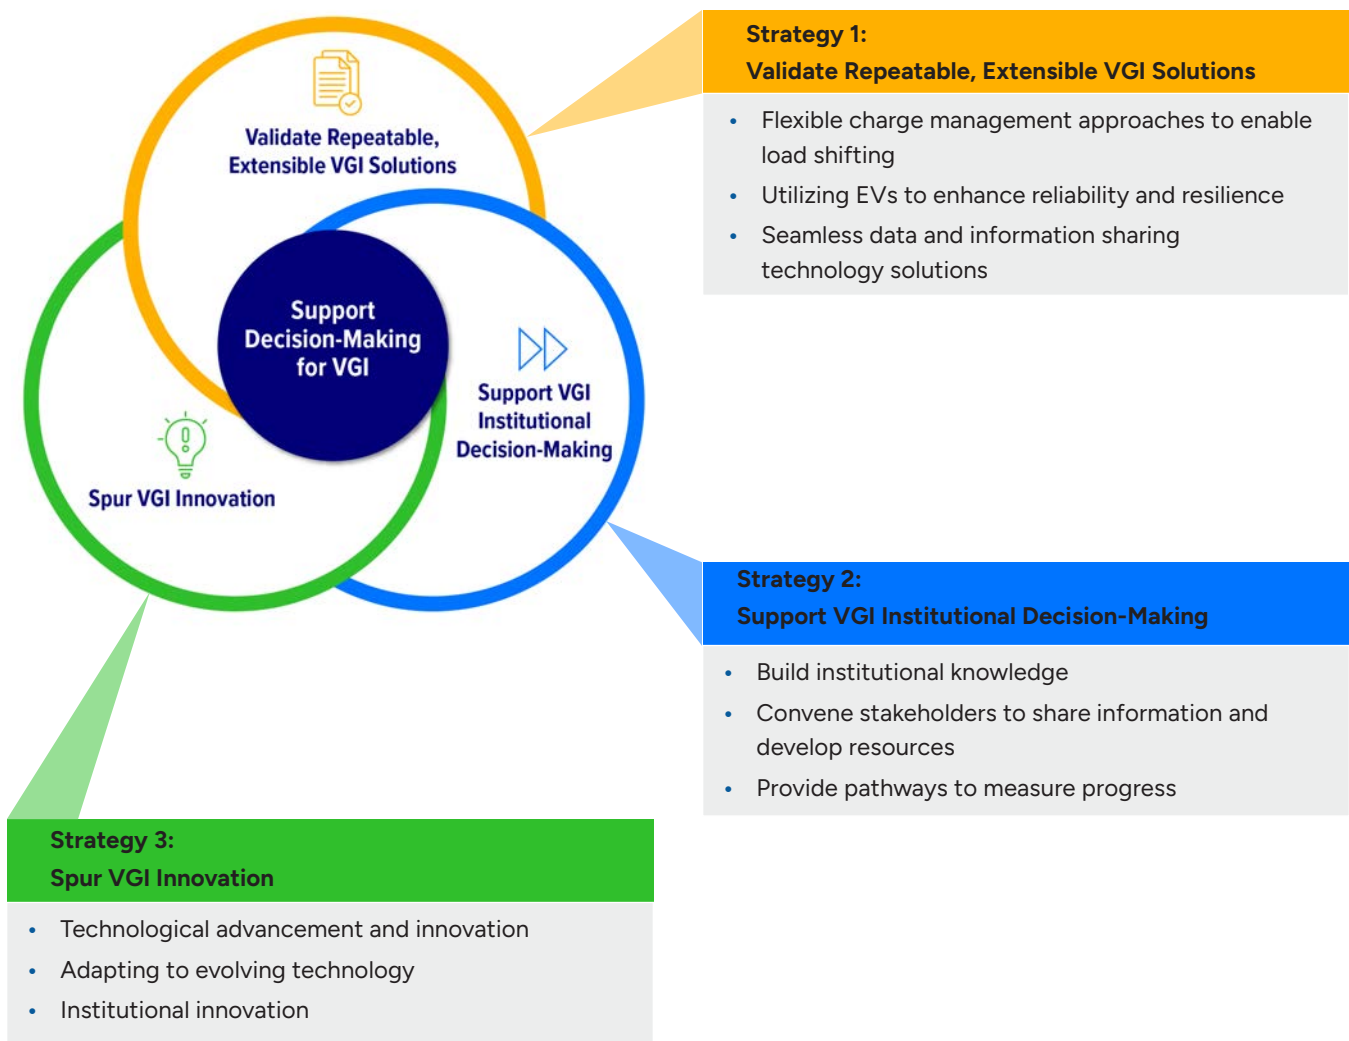 Validate Repeatable,
Extensible VGI Solutions
Support
Decision-Making
for VGI
Support VGI
Institutional
Decision-Making
Spur VGI Innovation
Strategy 1:
Validate Repeatable, Extensible VGI Solutions
• Flexible charge management approaches to enable
load shifting
• Utilizing EVs to enhance reliability and resilience
• Seamless data and information sharing
technology solutions
Strategy 2:
Support VGI Institutional Decision-Making
• Build institutional knowledge
• Convene stakeholders to share information and
develop resources
• Provide pathways to measure progress
Strategy 3:
Spur VGI Innovation
• Technological advancement and innovation
• Adapting to evolving technology
• Institutional innovation